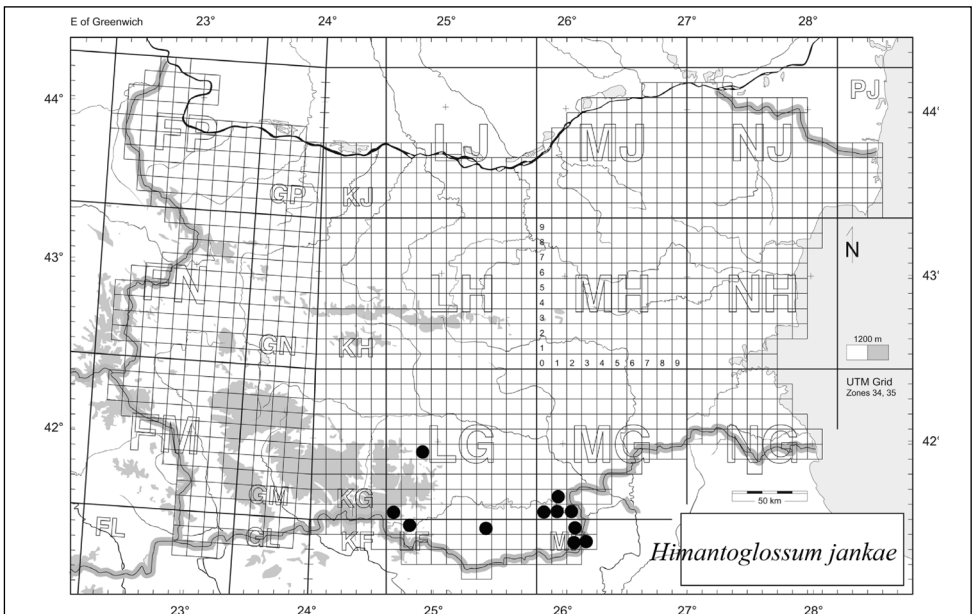 E of Greenwich 23° 25° 26° 27° 28°
44° 44'
PJ
FP LJ MJ NJ
GP KJ
9
8
43° 7 N 43'
FN 6
5
LH MH NH
4
3
2
GN KH 1 1200 m
0 1 2 3 4 5 6 7 8 9
UTM Grid
Zones 34, 35
42° 42'
FM LG MG NG
GM KG
50 km
FL GL KF LF M
Himantoglossum jankae
23° 24° 25° 26° 27° 28°